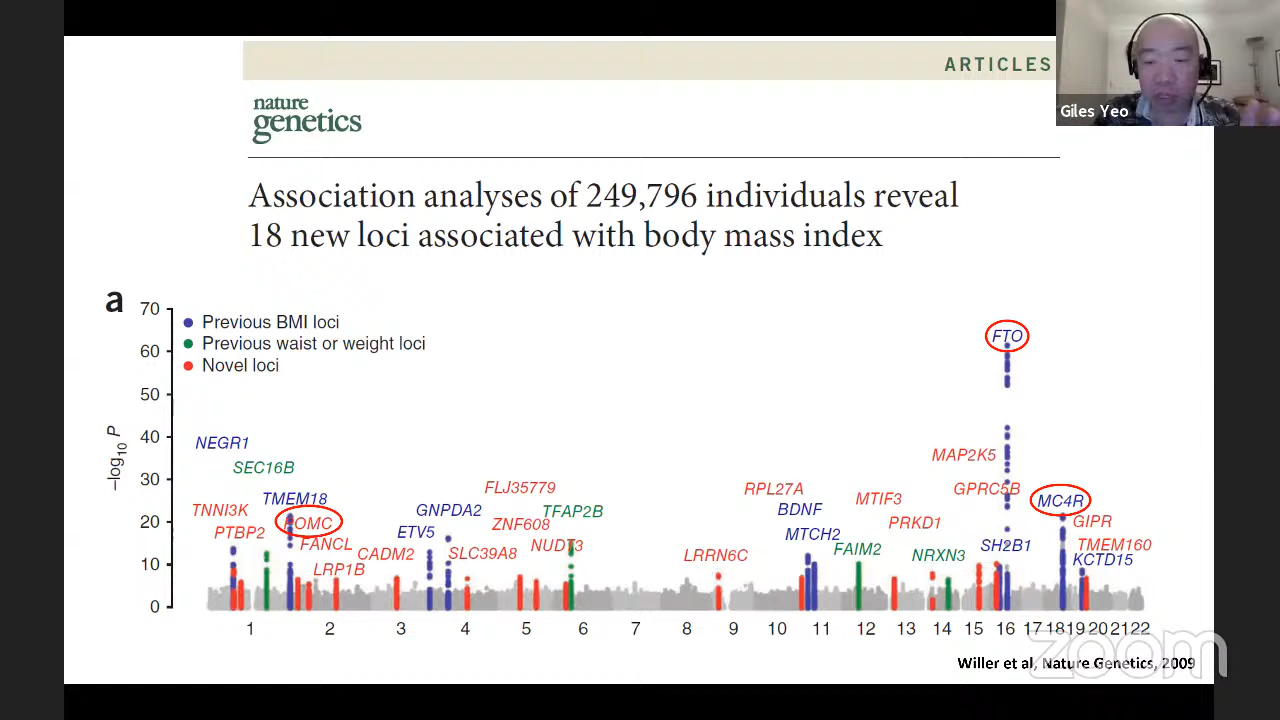 ARTICLES
Giles Yeo
nature
genetics
Association analyses of 249,796 individuals reveal
18 new loci associated with body mass index
a
70
60
50
40
30
20
10
0
–log10 P
Previous BMI loci
Previous waist or weight loci
Novel loci
FTO
NEGR1
MAP2K5
SEC16B
FLJ35779
RPL27A
GPRC5B
TMEM18
MTIF3
MC4R
TNNI3K
GNPDA2
TFAP2B
BDNF
POMC
ZNF608
PRKD1
GIPR
PTBP2
ETV5
MTCH2
FANCL
NUDT3
SH2B1
TMEM160
CADM2
SLC39A8
LRRN6C
FAIM2
NRXN3
KCTD15
LRP1B
1 2 3 4 5 6 7 8 9 10 11 12 13 14 15 16 17 18 19 20 21 22
zoom
Willer et al, Nature Genetics, 2009